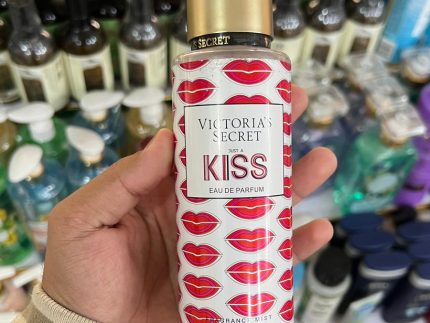 SECRET
VICTORIA'S
SECRET
JUST A
KISS
EAU DE PARFUM
FRAGRANCE MIST